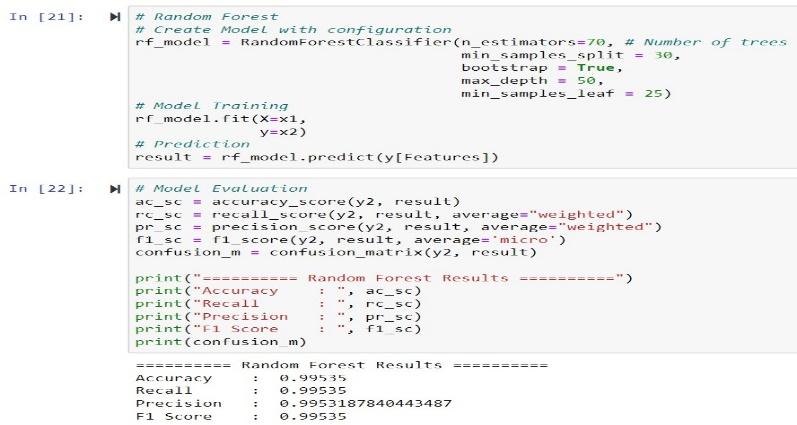 In [21]: # Random Forest
# Create Model with configuration
rf_model = RandomForestClassifier(n_estimators=70, # Number of trees
min_samples_split = 30,
bootstrap = True,
max_depth = 50,
min_samples_leaf = 25)
# Model Training
rf_model.fit(X=x1,
y=x2)
# Prediction
result = rf_model.predict(y[Features])
In [22]: # Model Evaluation
ac_sc = accuracy_score(y2, result)
rc_sc = recall_score(y2, result, average="weighted")
pr_sc = precision_score(y2, result, average="weighted")
f1_sc = f1_score(y2, result, average='micro')
confusion_m = confusion_matrix(y2, result)
print("========== Random Forest Results ==========")
print("Accuracy    : ", ac_sc)
print("Recall      : ", rc_sc)
print("Precision   : ", pr_sc)
print("F1 Score    : ", f1_sc)
print(confusion_m)
========== Random Forest Results ==========
Accuracy    :  0.99535
Recall      :  0.99535
Precision   :  0.9953187840443487
F1 Score    :  0.99535